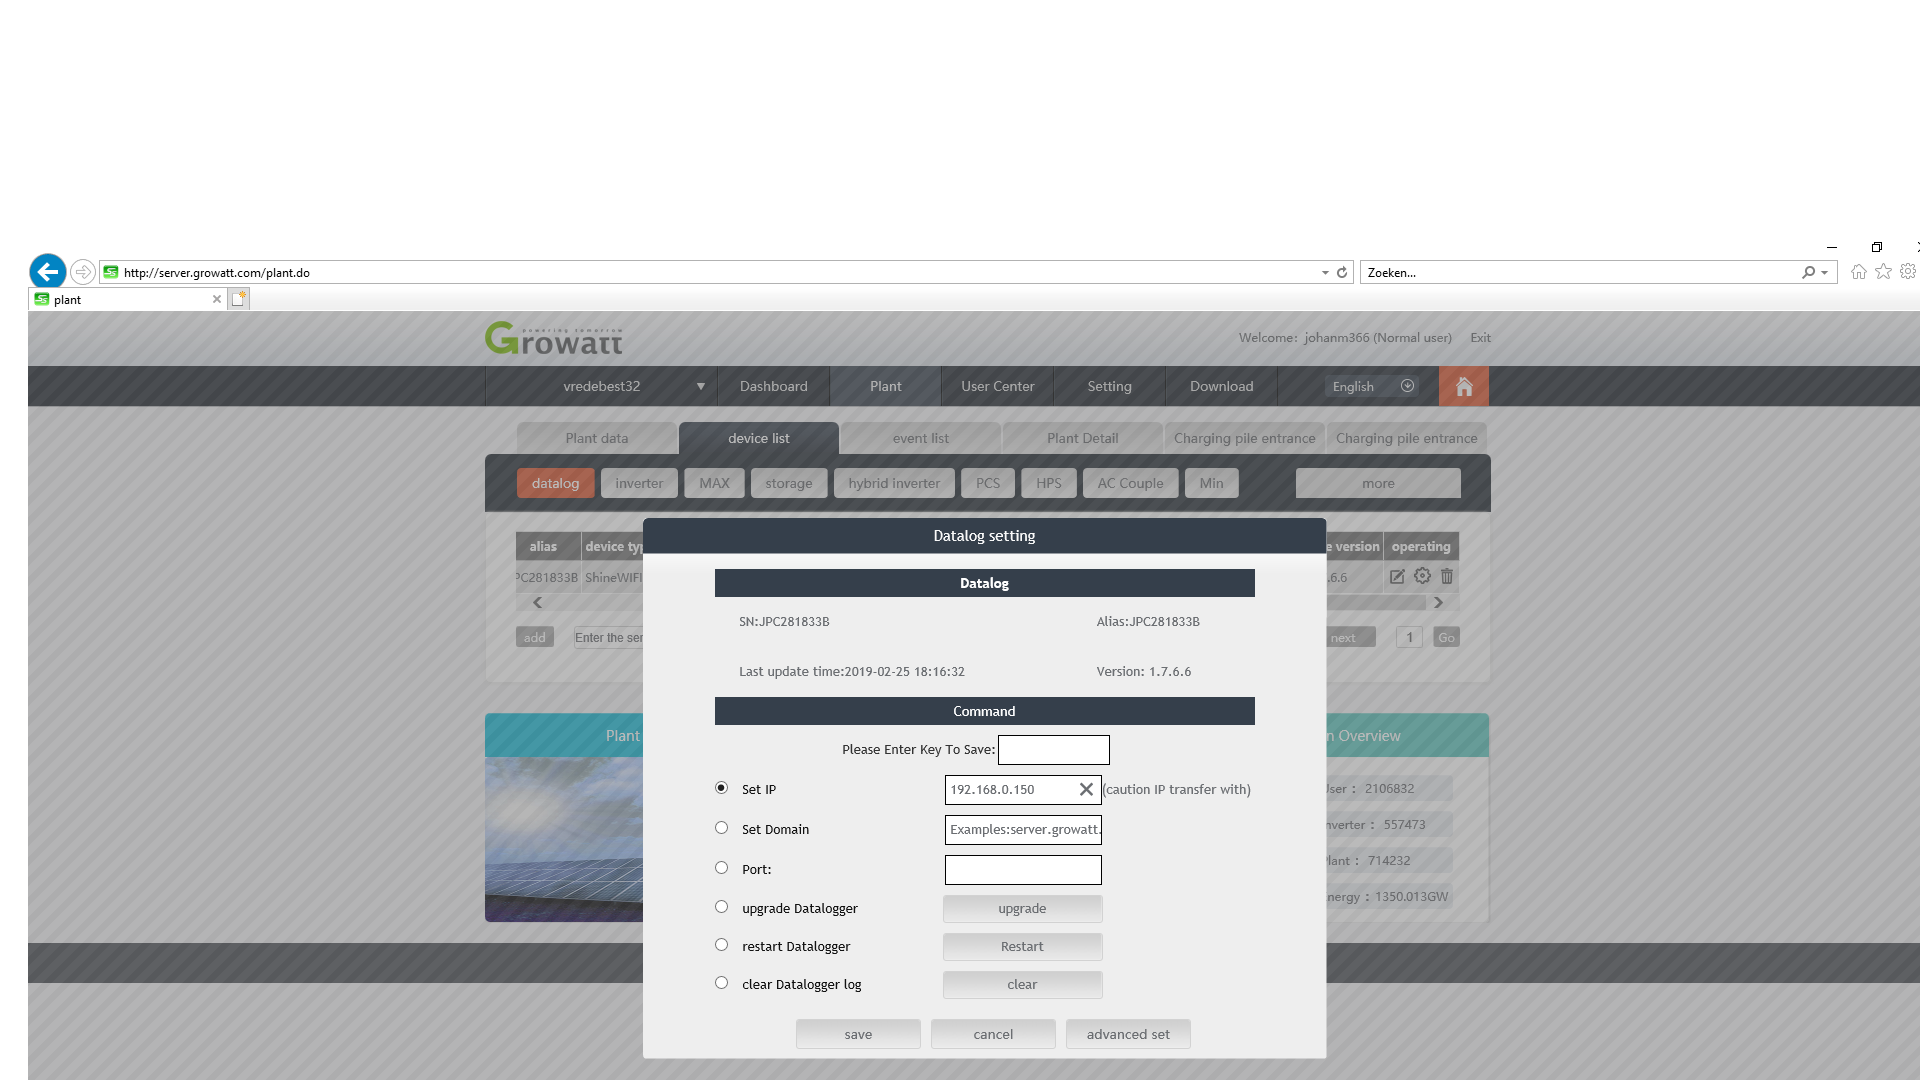 http://server.growatt.com/plant.do
Zoeken...
plant
powering tomorrow
Growatt
Welcome: johanm366 (Normal user) Exit
vredebest32 ▼ Dashboard Plant User Center Setting Download English
Plant data device list event list Plant Detail Charging pile entrance Charging pile entrance
datalog inverter MAX storage hybrid inverter PCS HPS AC Couple Min more
Datalog setting
alias device ty version operating
PC281833B ShineWIFI .6.6
Datalog
SN:JPC281833B Alias:JPC281833B
add Enter the ser next 1 Go
Last update time:2019-02-25 18:16:32 Version: 1.7.6.6
Command
Plant n Overview
Please Enter Key To Save:
Set IP 192.168.0.150 (caution IP transfer with)
ser : 2106832
Set Domain Examples:server.growatt.
nverter : 557473
Port:
lant : 714232
nergy : 1350.013GW
upgrade Datalogger upgrade
restart Datalogger Restart
clear Datalogger log clear
save cancel advanced set